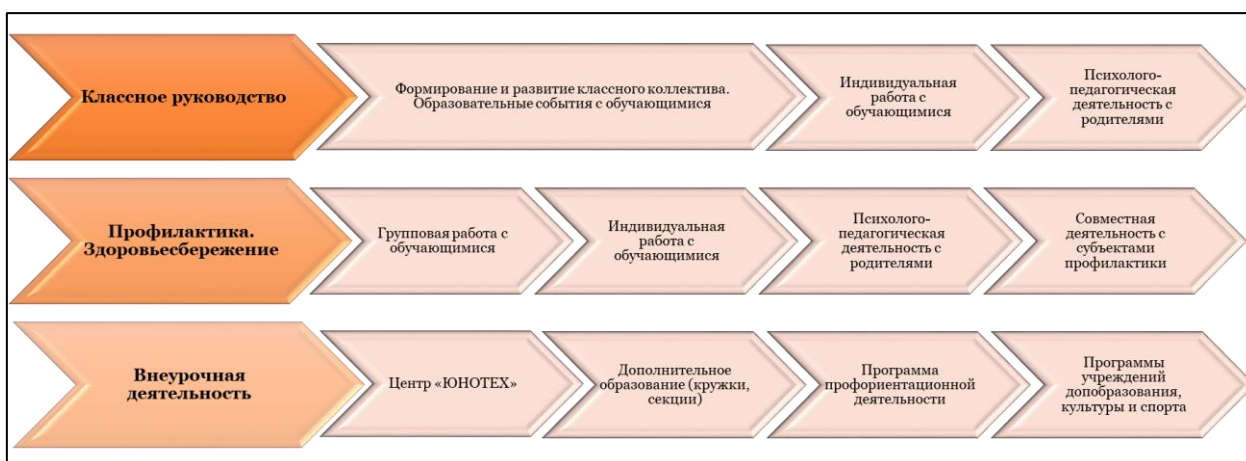 Классное руководство
Формирование и развитие классного коллектива.
Образовательные события с обучающимися
Индивидуальная
работа с
обучающимися
Психолого-
педагогическая
деятельность с
родителями
Профилактика.
Здоровьесбережение
Групповая работа с
обучающимися
Индивидуальная
работа с
обучающимися
Психолого-
педагогическая
деятельность с
родителями
Совместная
деятельность с
субъектами
профилактики
Внеурочная
деятельность
Центр «ЮНОТЕХ»
Дополнительное
образование (кружки,
секции)
Программа
профориентационной
деятельности
Программы
учреждений
допобразования,
культуры и спорта